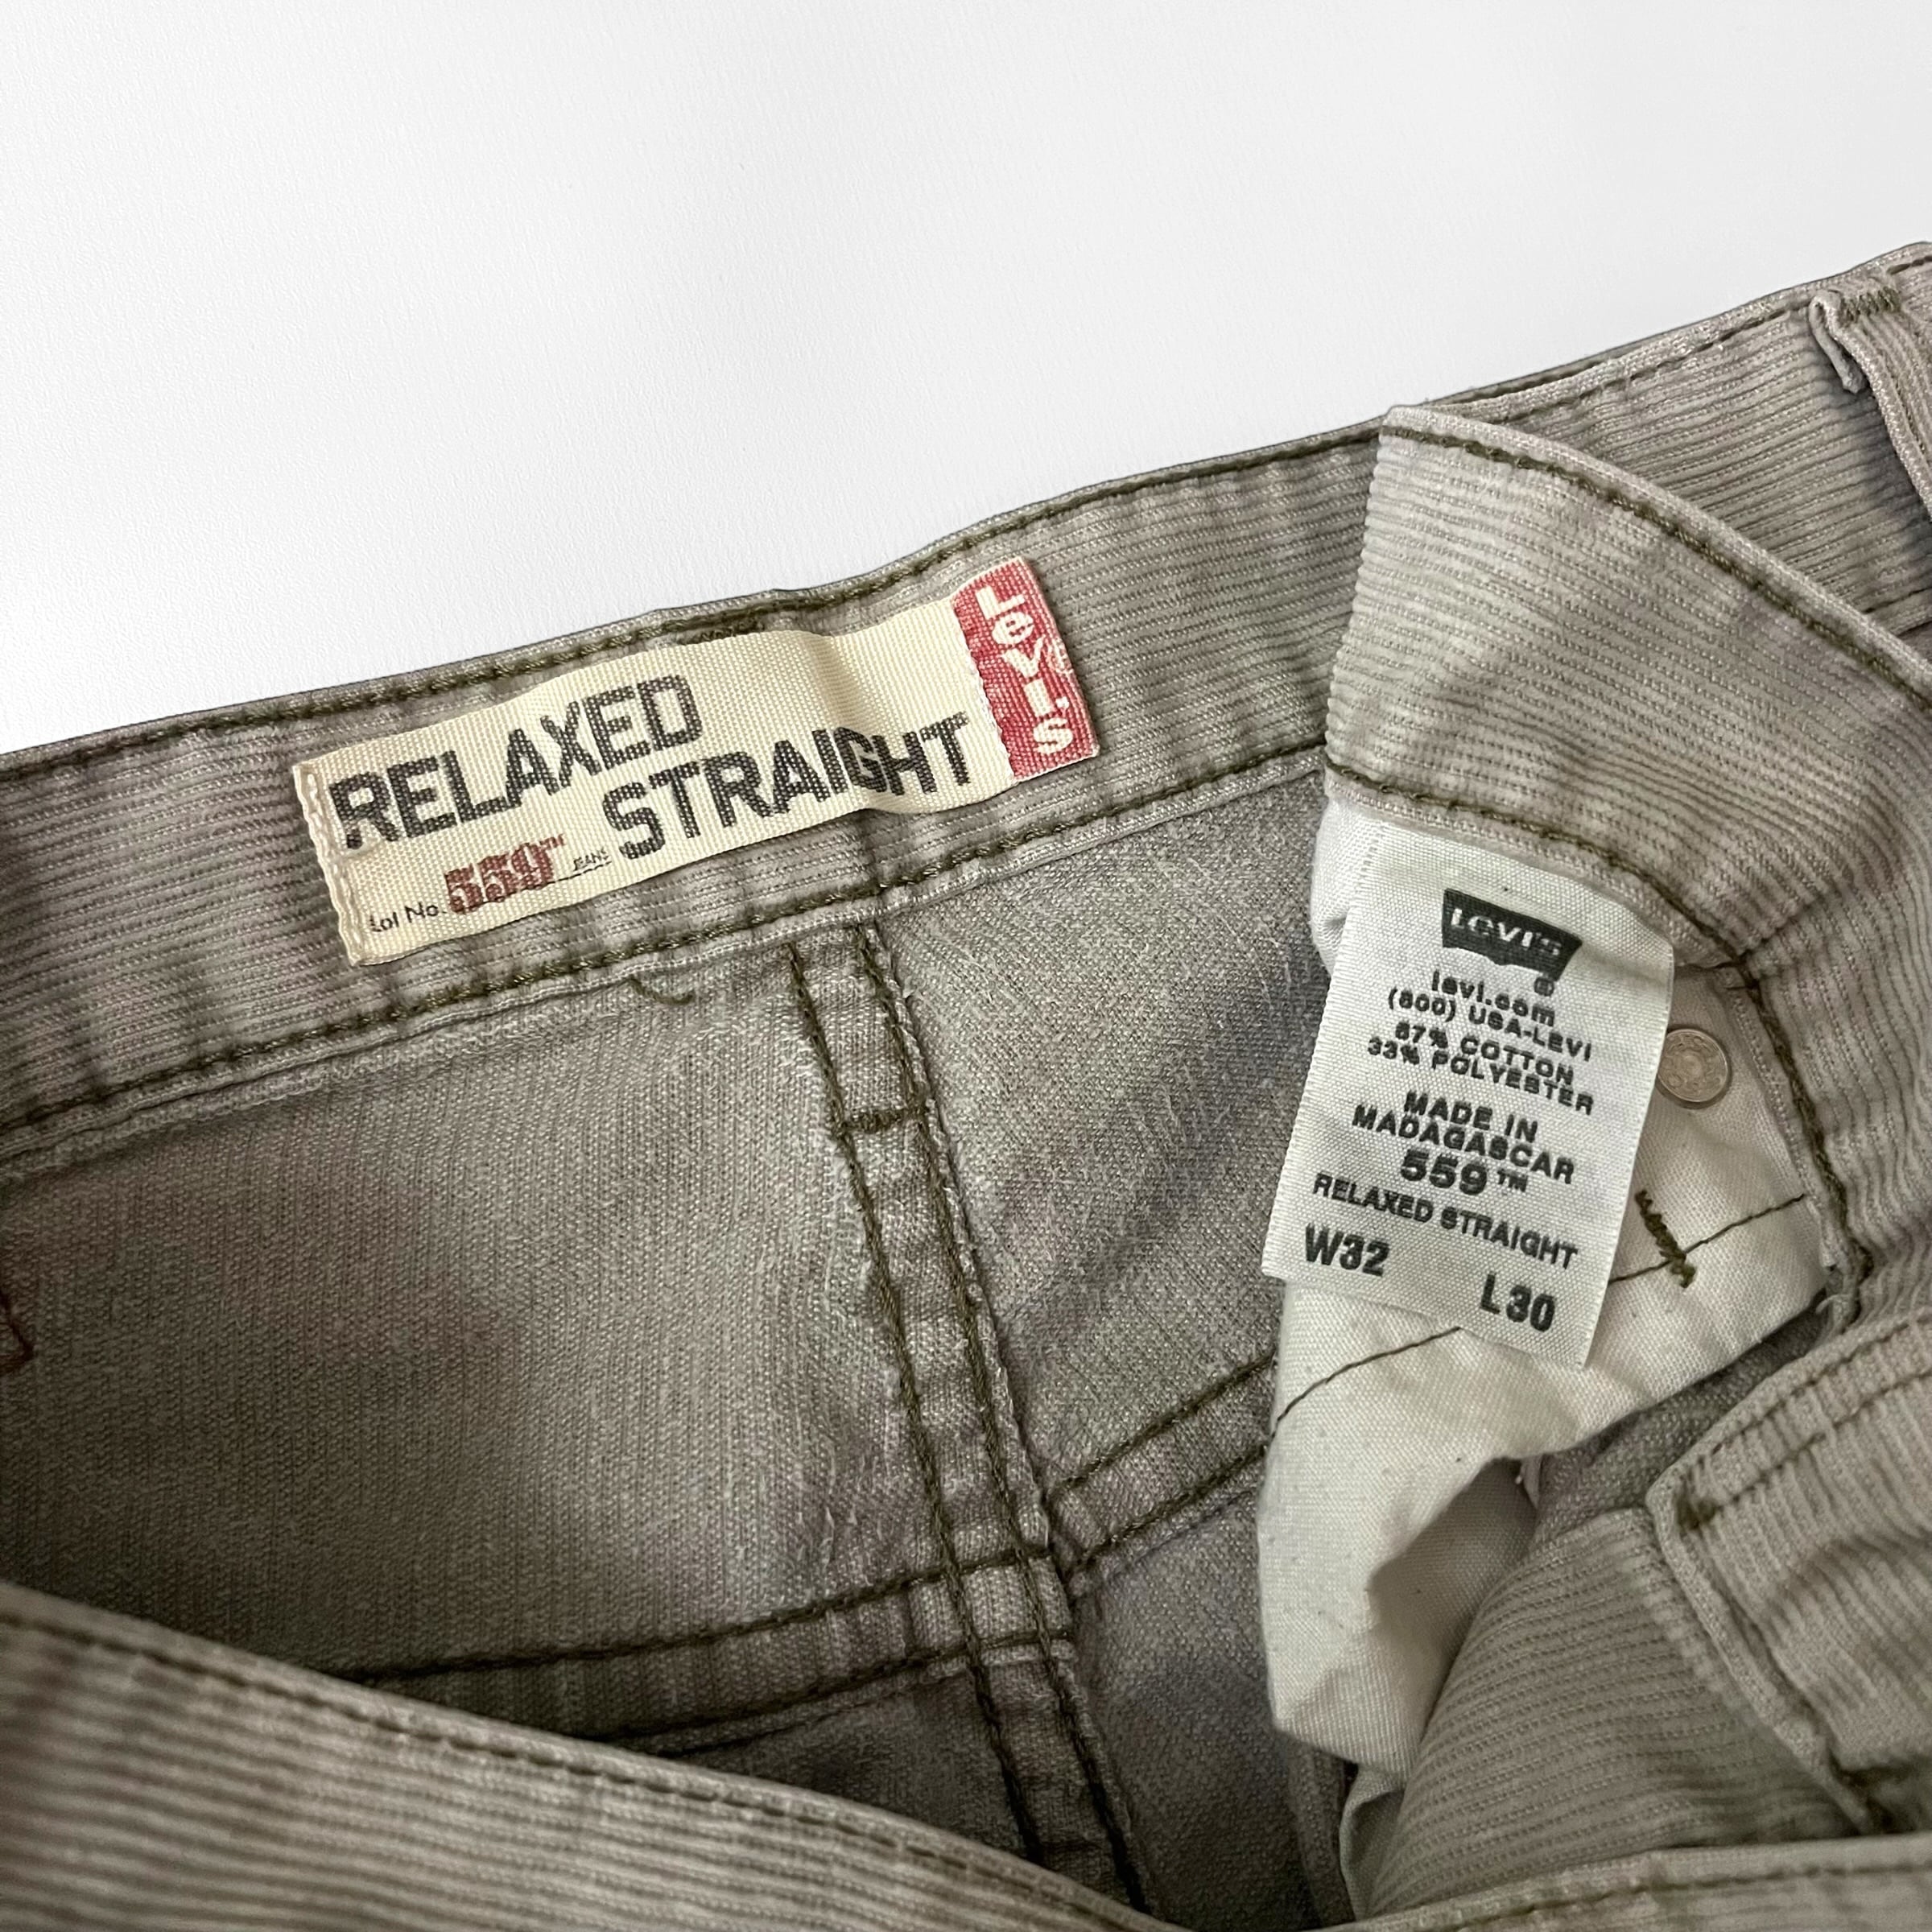 RELAXED
STRAIGHT
Lot No. 559™ JEANS
Levi's®
Levi's
®
levi.com
(800) USA-LEVI
67% COTTON
33% POLYESTER
MADE IN
MADAGASCAR
559™
RELAXED STRAIGHT
W32 L30